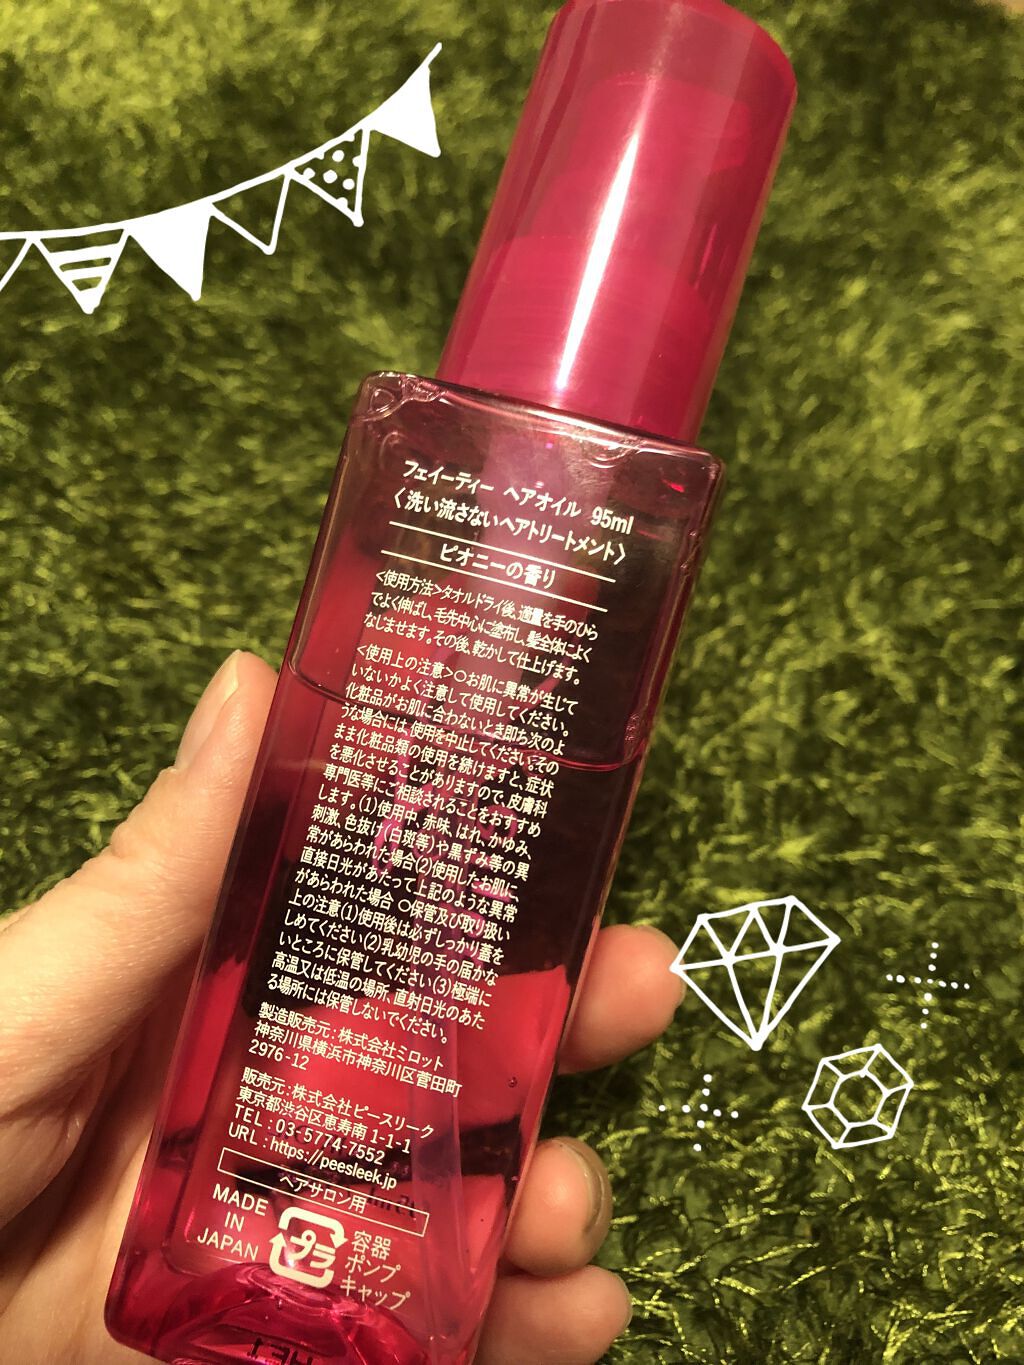 フェイーティー ヘアオイル 95ml
〈洗い流さないヘアトリートメント〉
ピオニーの香り
<使用方法>タオルドライ後、適量を手のひら
でよく伸ばし、毛先中心に塗布し、髪全体によく
なじませます。その後、乾かして仕上げます。
<使用上の注意>○お肌に異常が生じて
いないかよく注意して使用してください。
化粧品がお肌に合わないとき即ち次のよ
うな場合には、使用を中止してください。その
まま化粧品類の使用を続けますと、症状
を悪化させることがありますので、皮膚科
専門医等にご相談されることをおすすめ
します。(1)使用中、赤味、はれ、かゆみ、
刺激、色抜け(白斑等)や黒ずみ等の異
常があらわれた場合(2)使用したお肌に、
直接日光があたって上記のような異常
があらわれた場合 ○保管及び取り扱い
上の注意(1)使用後は必ずしっかり蓋を
しめてください(2)乳幼児の手の届かな
いところに保管してください(3)極端に
高温又は低温の場所、直射日光のあた
る場所には保管しないでください。
製造販売元:株式会社ミロット
神奈川県横浜市神奈川区菅田町
2976-12
販売元:株式会社ピースリーク
東京都渋谷区恵寿南 1-1-1
TEL:03-5774-7552
URL:https://peesleek.jp
ヘアサロン用
MADE
IN
JAPAN
プラ
容器
ポンプ
キャップ